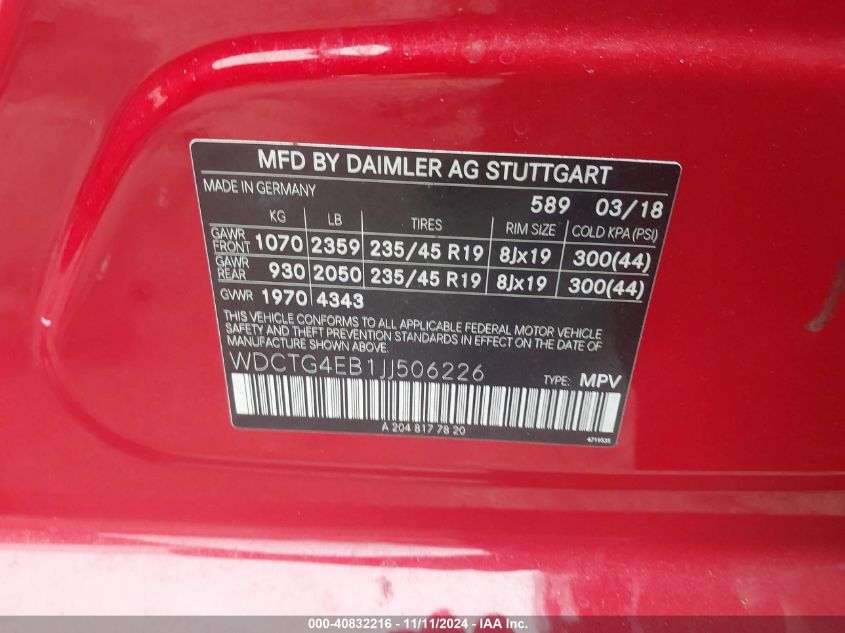 MFD BY DAIMLER AG STUTTGART
MADE IN GERMANY 589 03/18
KG LB TIRES RIM SIZE COLD KPA (PSI)
GAWR FRONT 1070 2359 235/45 R19 8Jx19 300(44)
GAWR REAR 930 2050 235/45 R19 8Jx19 300(44)
GVWR 1970 4343
THIS VEHICLE CONFORMS TO ALL APPLICABLE FEDERAL MOTOR VEHICLE
SAFETY AND THEFT PREVENTION STANDARDS IN EFFECT ON THE DATE OF
MANUFACTURE SHOWN ABOVE.
WDCTG4EB1JJ506226 TYPE: MPV
A 204 817 78 20
000-40832216 - 11/11/2024 - IAA Inc.